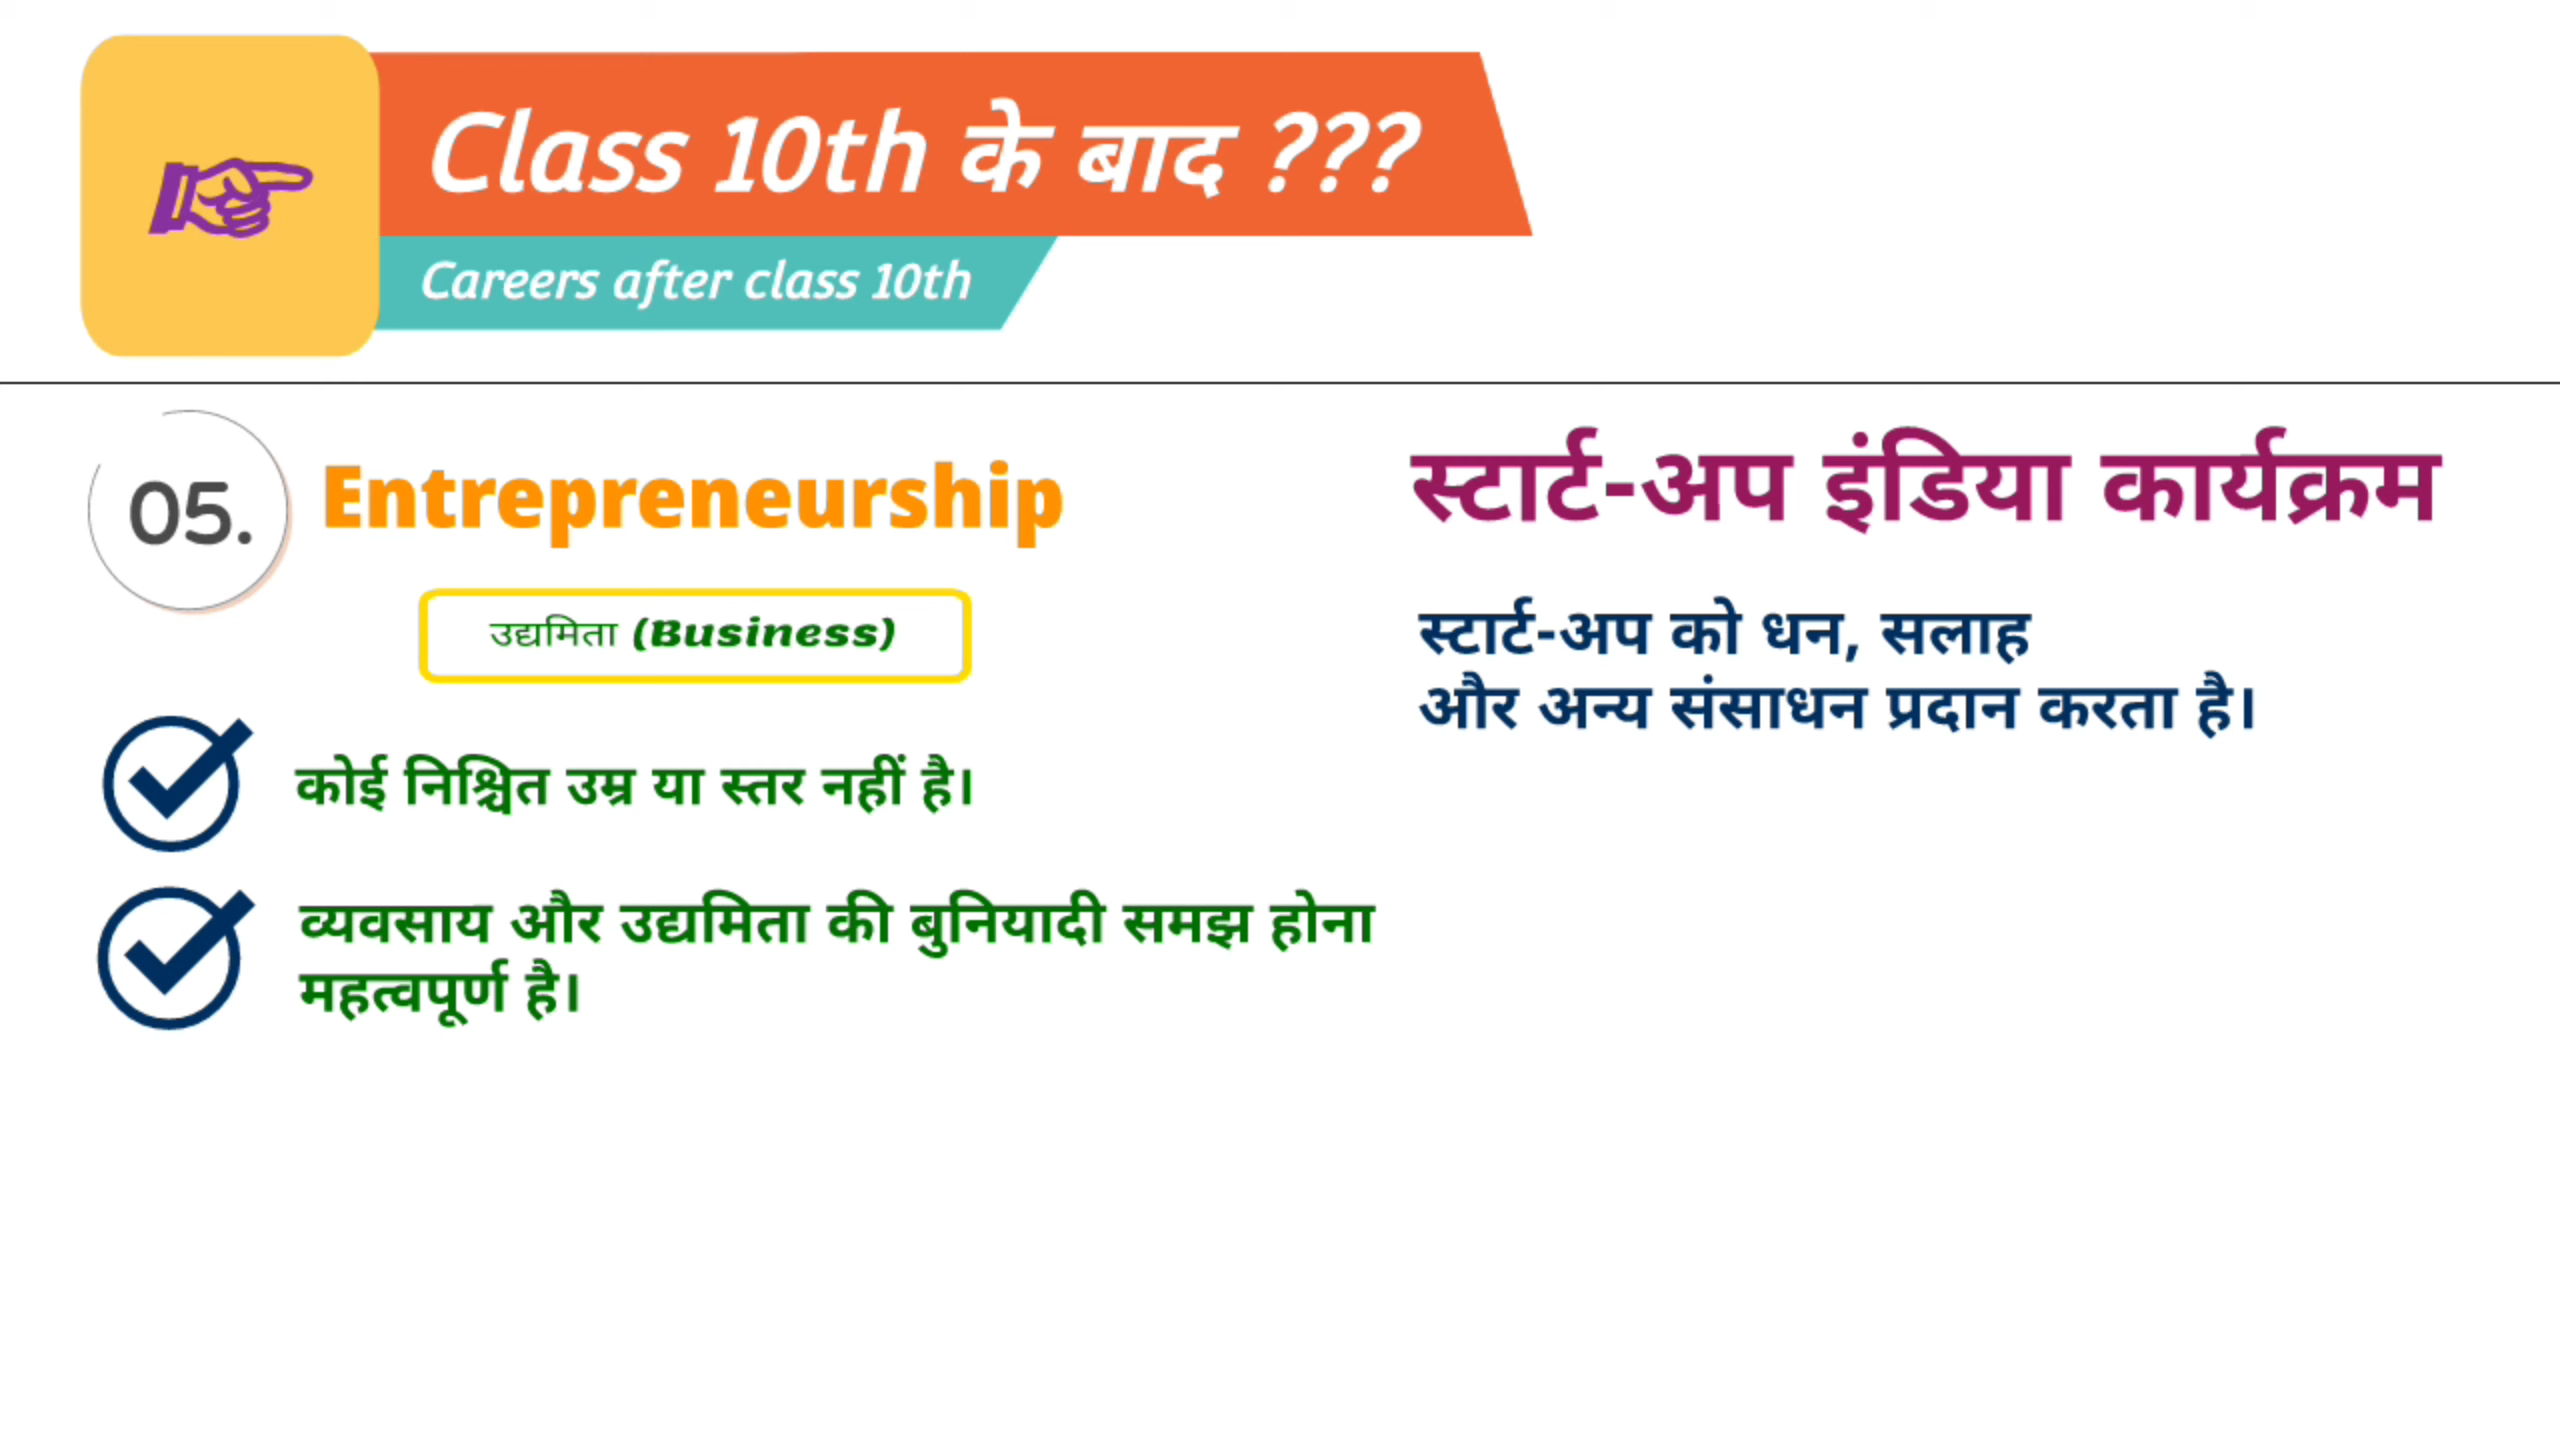 Class 10th के बाद ???
Careers after class 10th
05.
Entrepreneurship
उद्यमिता (Business)
कोई निश्चित उम्र या स्तर नहीं है।
व्यवसाय और उद्यमिता की बुनियादी समझ होना
महत्वपूर्ण है।
स्टार्ट-अप इंडिया कार्यक्रम
स्टार्ट-अप को धन, सलाह
और अन्य संसाधन प्रदान करता है।